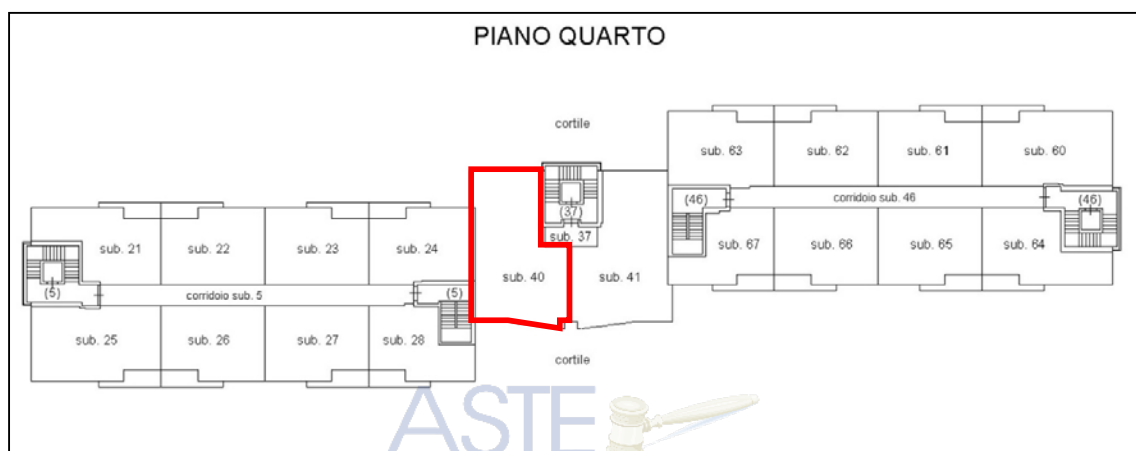 PIANO QUARTO
cortile
sub. 63
sub. 62
sub. 61
sub. 60
(46)
corridoio sub. 46
(46)
(37)
sub. 37
sub. 67
sub. 66
sub. 65
sub. 64
sub. 21
sub. 22
sub. 23
sub. 24
sub. 40
sub. 41
(5)
corridoio sub. 5
(5)
sub. 25
sub. 26
sub. 27
sub. 28
cortile
ASTE